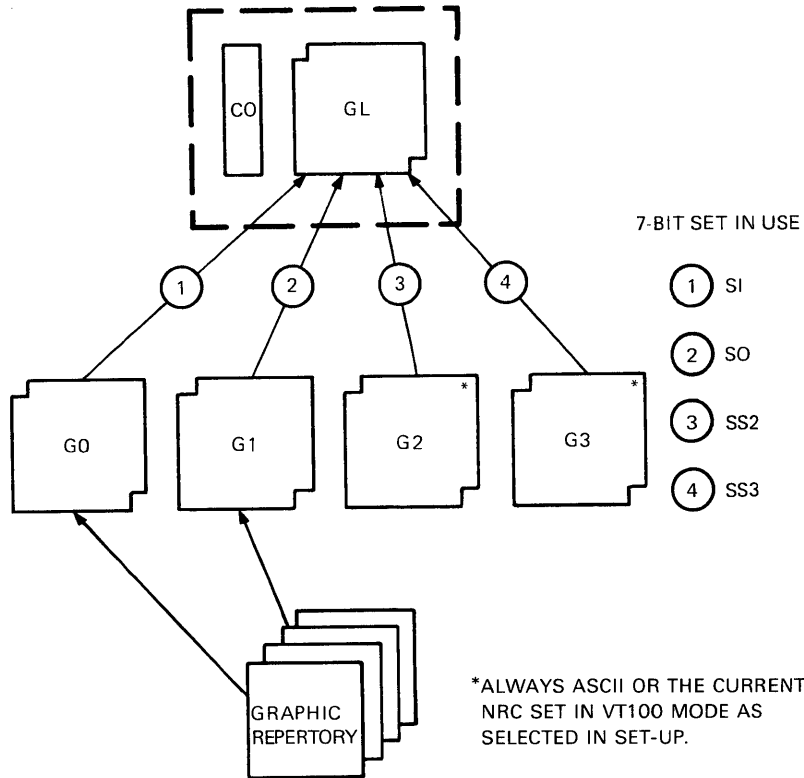 CO
GL
7-BIT SET IN USE
1
2
3
4
1 SI
2 SO
3 SS2
4 SS3
G0
G1
G2
*
G3
*
GRAPHIC
REPERTORY
*ALWAYS ASCII OR THE CURRENT
NRC SET IN VT100 MODE AS
SELECTED IN SET-UP.